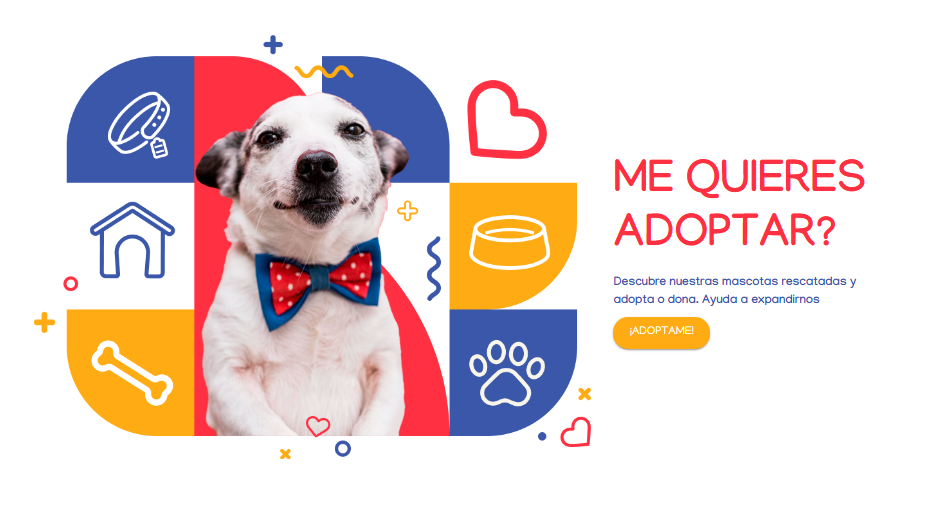 ME QUIERES
ADOPTAR?
Descubre nuestras mascotas rescatadas y
adopta o dona. Ayuda a expandirnos
¡ADOPTAME!